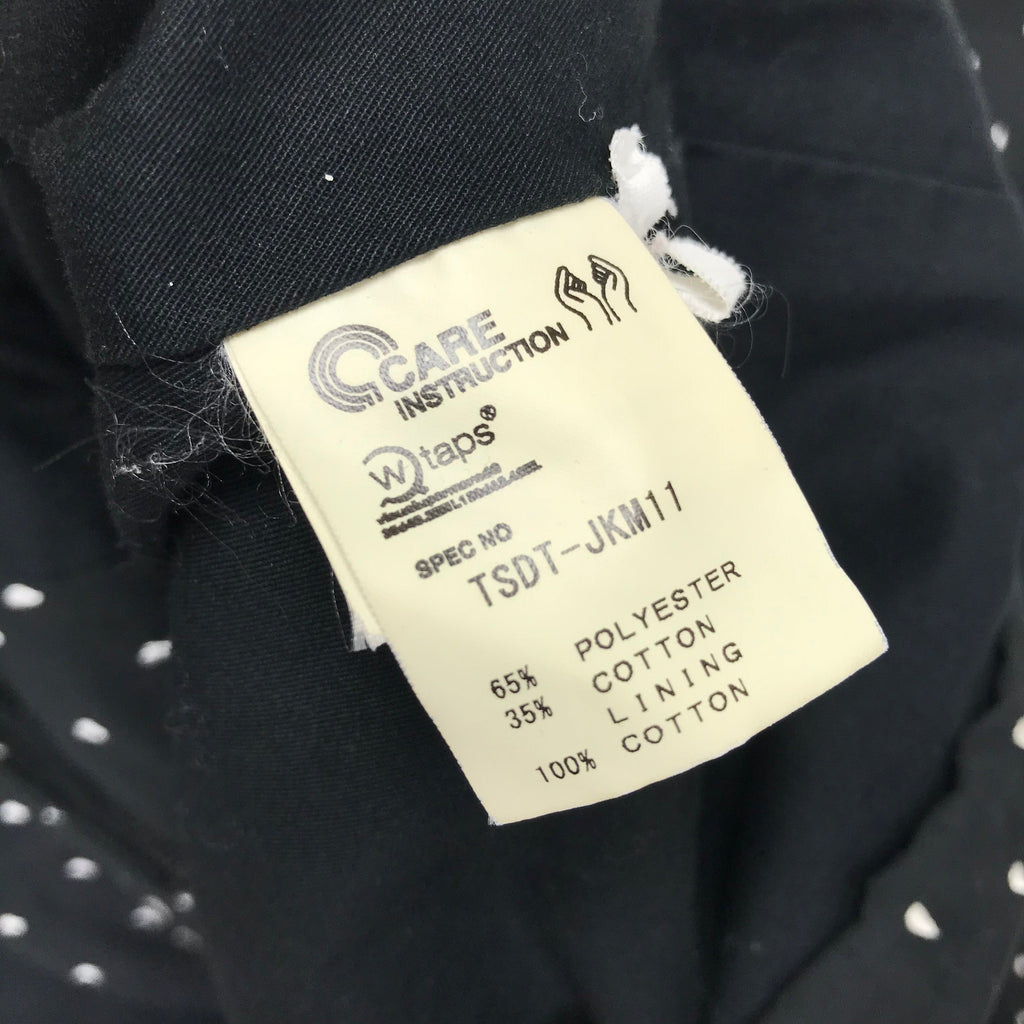 CARE
INSTRUCTION
W taps®
SPEC NO
TSDT-JKM11
65% POLYESTER
35% COTTON
LINING
100% COTTON